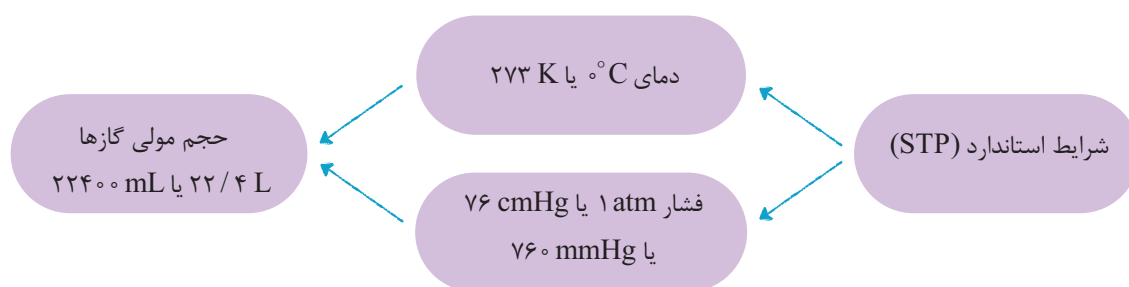 شرایط استاندارد (STP)
دمای ۰°C یا ۲۷۳ K
فشار ۱ atm یا ۷۶ cmHg
یا ۷۶۰ mmHg
حجم مولی گازها
۲۲/۴ L یا ۲۲۴۰۰ mL